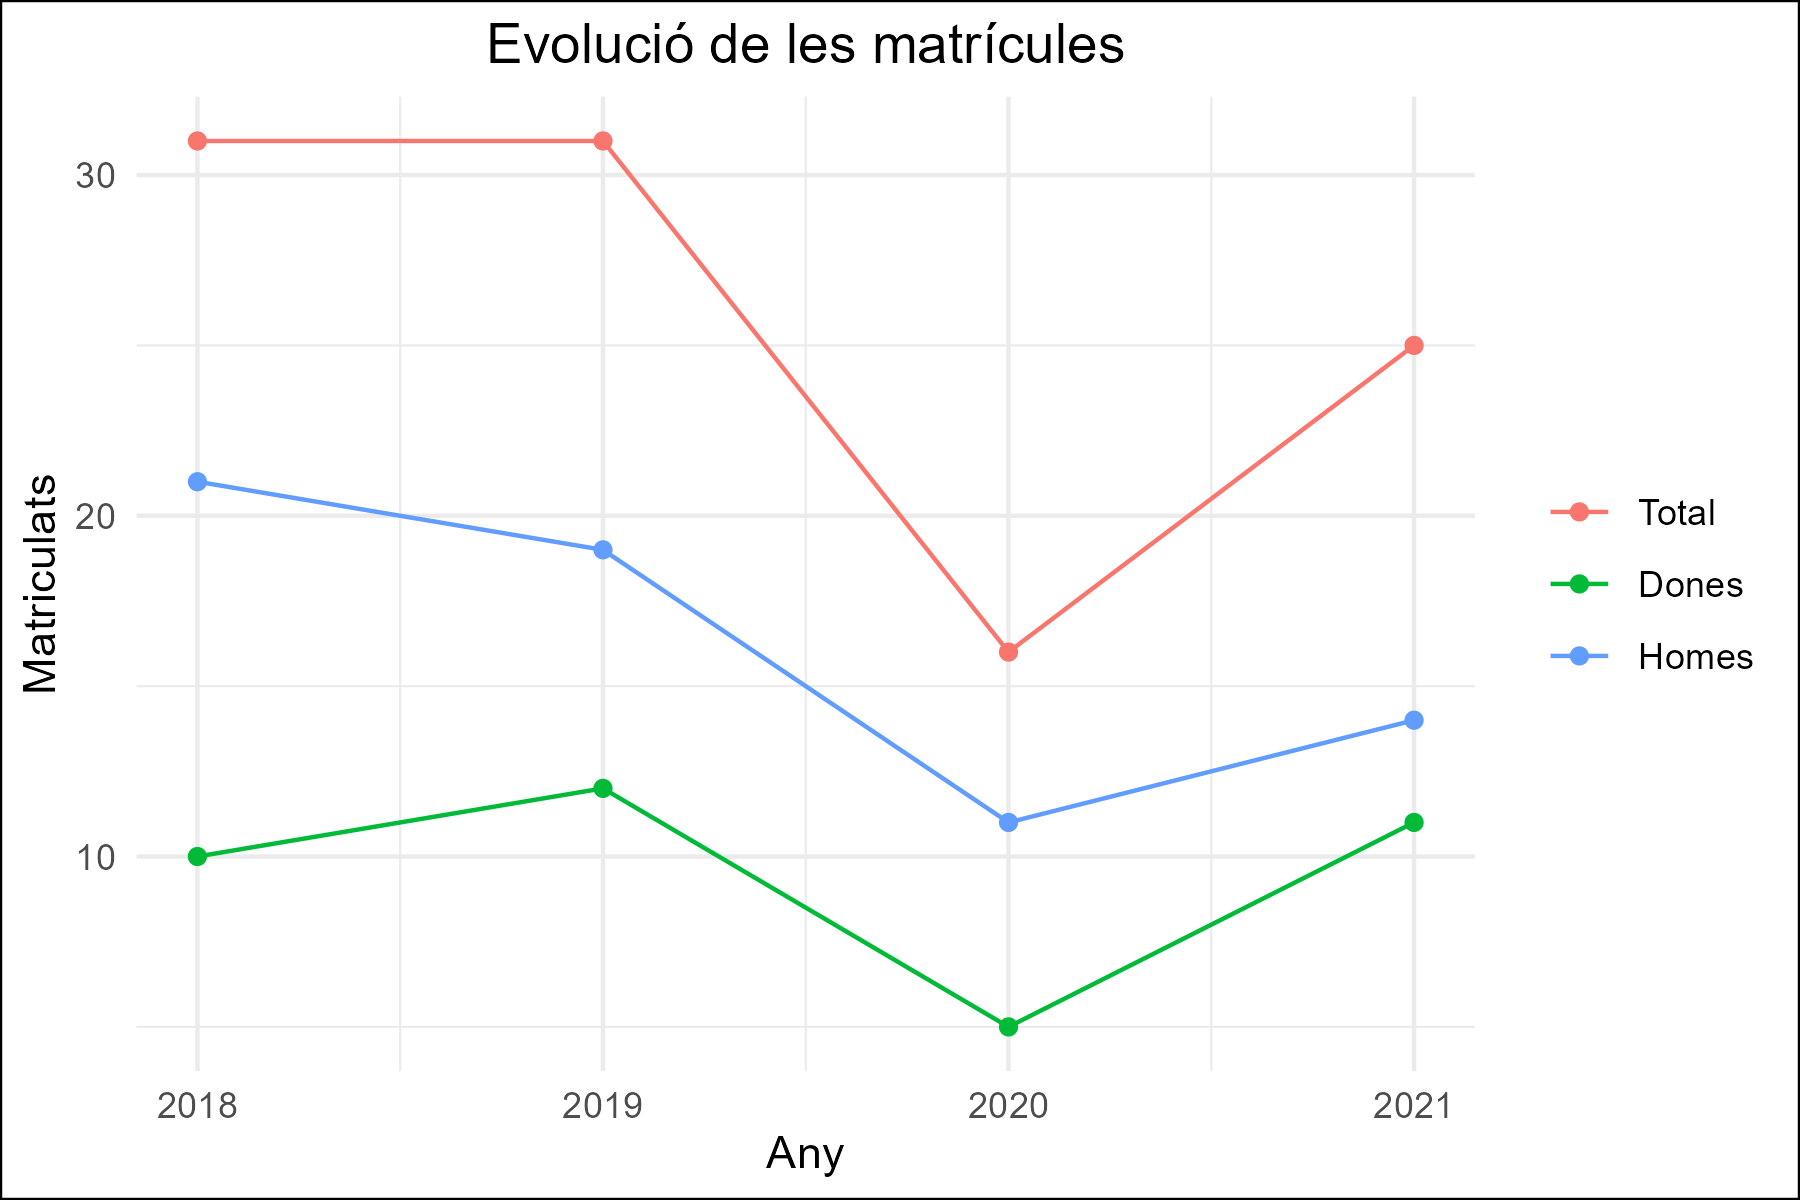 Evolució de les matrícules
Matriculats
30
20
10
2018
2019
2020
2021
Any
Total
Dones
Homes